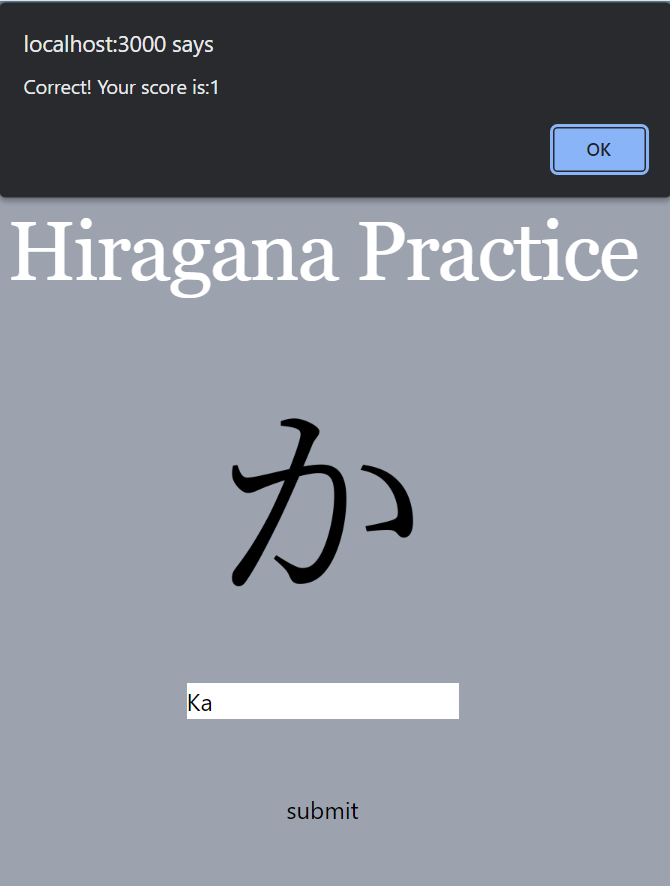 localhost:3000 says
Correct! Your score is:1
OK
Hiragana Practice
か
Ka
submit